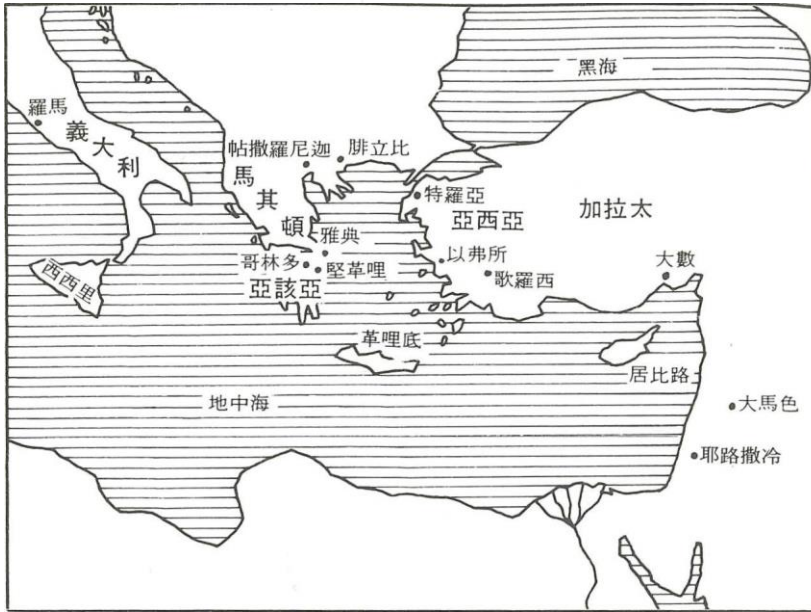 黑海
羅馬
義大利
帖撒羅尼迦
腓立比
馬其頓
特羅亞
亞西亞
加拉太
雅典
哥林多
堅革哩
亞該亞
以弗所
歌羅西
大數
西西里
革哩底
居比路
地中海
大馬色
耶路撒冷